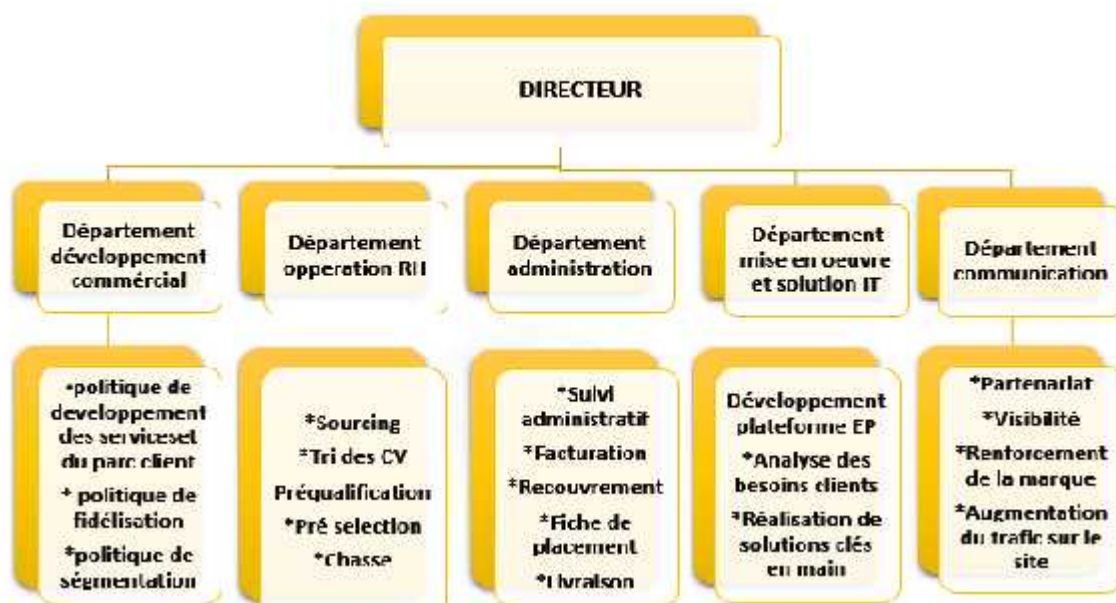 DIRECTEUR
Département
développement
commércial
Département
opperation RH
Département
administration
Département
mise en oeuvre
et solution IT
Département
communication
*politique de
developpement
des serviceset
du parc client
* politique de
fidélisation
*politique de
ségmentation
*Sourcing
*Tri des CV
Préqualification
*Pré selection
*Chasse
*Suivi
administratif
*Facturation
*Recouvrement
*Fiche de
placement
*Livraison
Développement
plateforme EP
*Analyse des
besoins clients
*Réalisation de
solutions clés
en main
*Partenariat
*Visibilité
*Renforcement
de la marque
*Augmentation
du trafic sur le
site